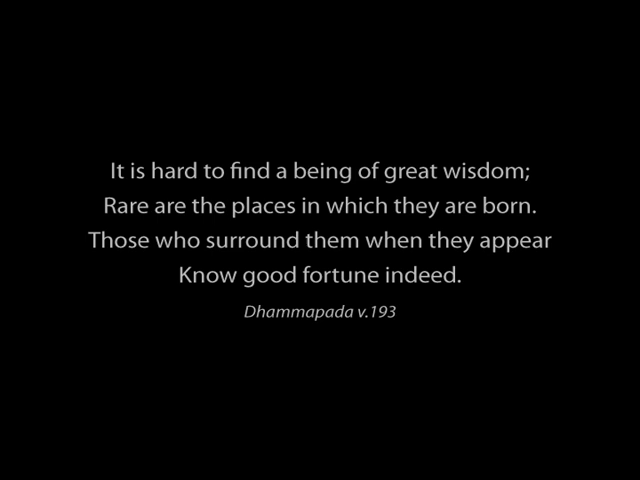 It is hard to find a being of great wisdom;
Rare are the places in which they are born.
Those who surround them when they appear
Know good fortune indeed.
Dhammapada v.193